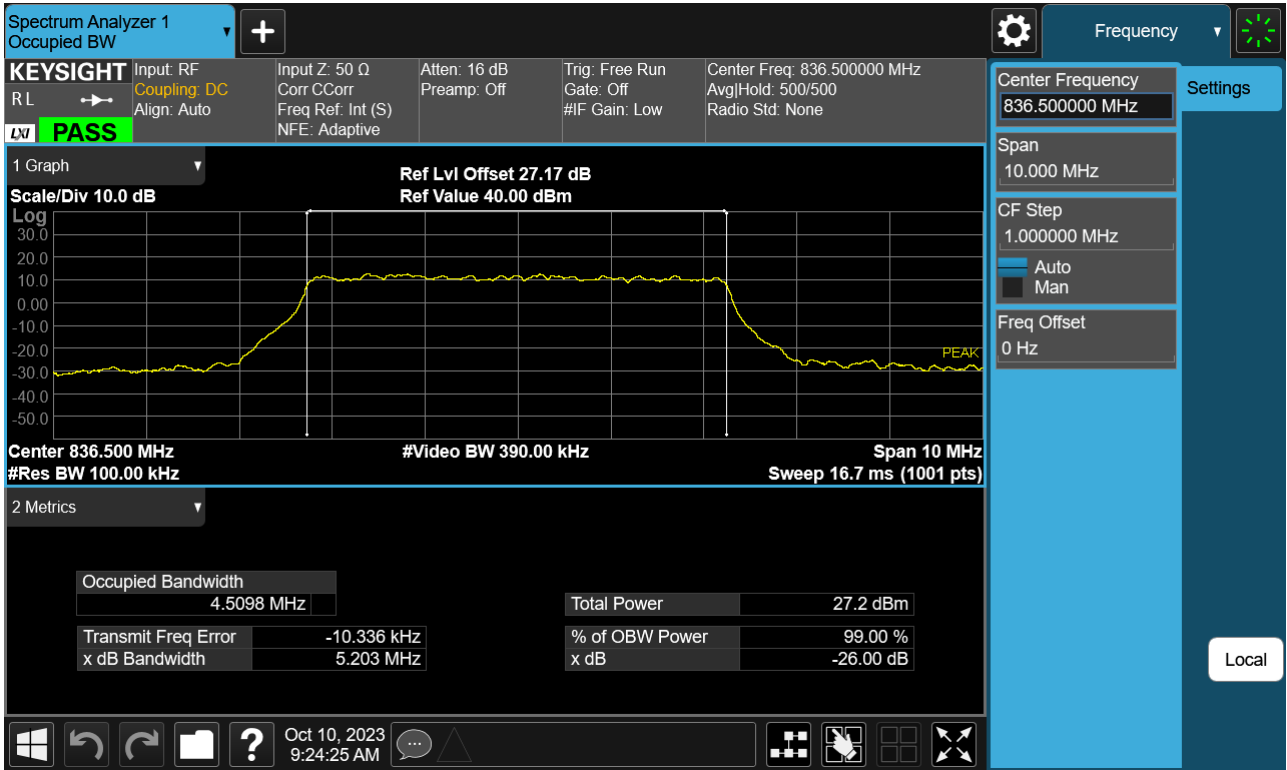 Spectrum Analyzer 1
Occupied BW
Frequency
KEYSIGHT
R L
LXI PASS
Input: RF
Coupling: DC
Align: Auto
Input Z: 50 Ω
Corr CCorr
Freq Ref: Int (S)
NFE: Adaptive
Atten: 16 dB
Preamp: Off
Trig: Free Run
Gate: Off
#IF Gain: Low
Center Freq: 836.500000 MHz
Avg|Hold: 500/500
Radio Std: None
Center Frequency
836.500000 MHz
Settings
Span
10.000 MHz
CF Step
1.000000 MHz
Auto
Man
Freq Offset
0 Hz
Local
1 Graph
Scale/Div 10.0 dB
Ref Lvl Offset 27.17 dB
Ref Value 40.00 dBm
Log
30.0
20.0
10.0
0.00
-10.0
-20.0
-30.0
-40.0
-50.0
PEAK
Center 836.500 MHz
#Video BW 390.00 kHz
Span 10 MHz
#Res BW 100.00 kHz
Sweep 16.7 ms (1001 pts)
2 Metrics
Occupied Bandwidth
4.5098 MHz
Total Power 27.2 dBm
Transmit Freq Error -10.336 kHz
% of OBW Power 99.00 %
x dB Bandwidth 5.203 MHz
x dB -26.00 dB
?
Oct 10, 2023
9:24:25 AM